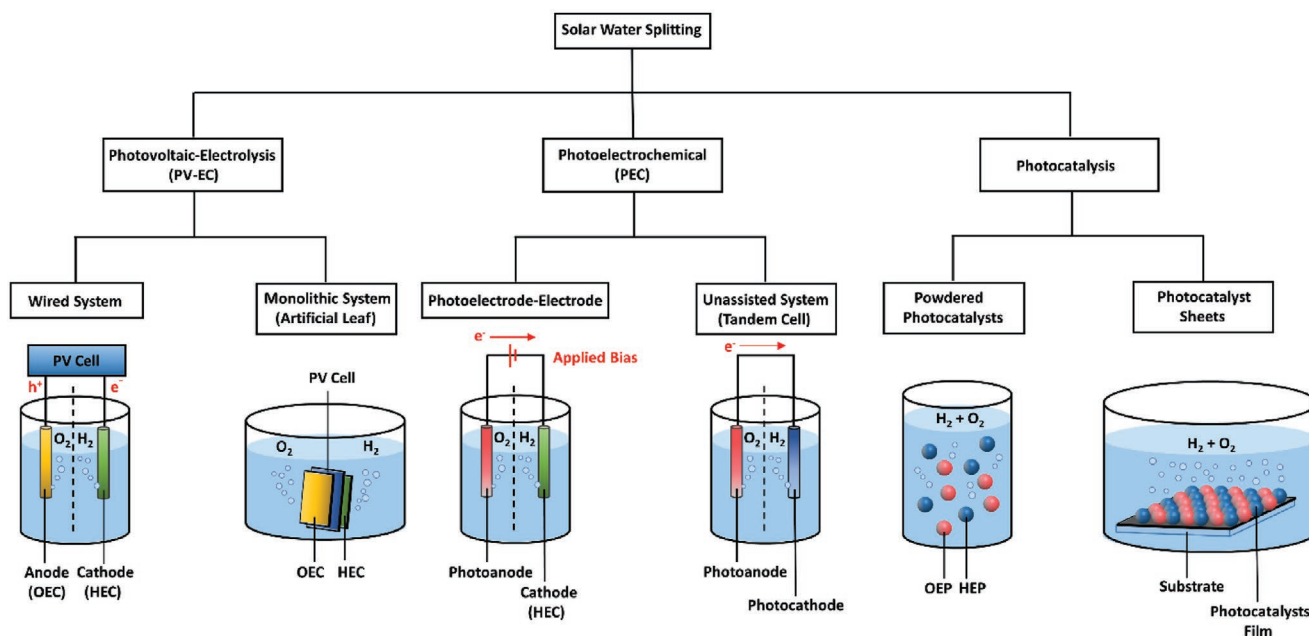 Solar Water Splitting
Photovoltaic-Electrolysis
(PV-EC)
Photoelectrochemical
(PEC)
Photocatalysis
Wired System
Monolithic System
(Artificial Leaf)
Photoelectrode-Electrode
Unassisted System
(Tandem Cell)
Powdered
Photocatalysts
Photocatalyst
Sheets
PV Cell
h⁺
e⁻
O₂
H₂
Anode
(OEC)
Cathode
(HEC)
PV Cell
O₂
H₂
OEC
HEC
e⁻
Applied Bias
O₂
H₂
Photoanode
Cathode
(HEC)
e⁻
O₂
H₂
Photoanode
Photocathode
H₂ + O₂
OEP
HEP
H₂ + O₂
Substrate
Photocatalysts
Film